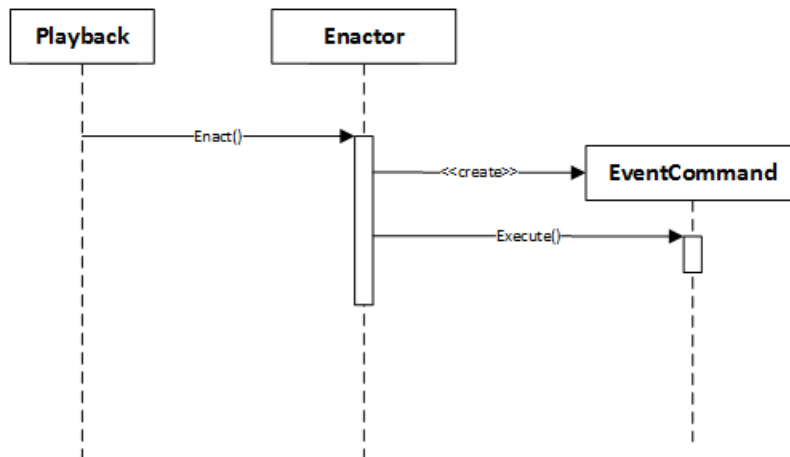 Playback
Enactor
Enact()
<<create>>
EventCommand
Execute()